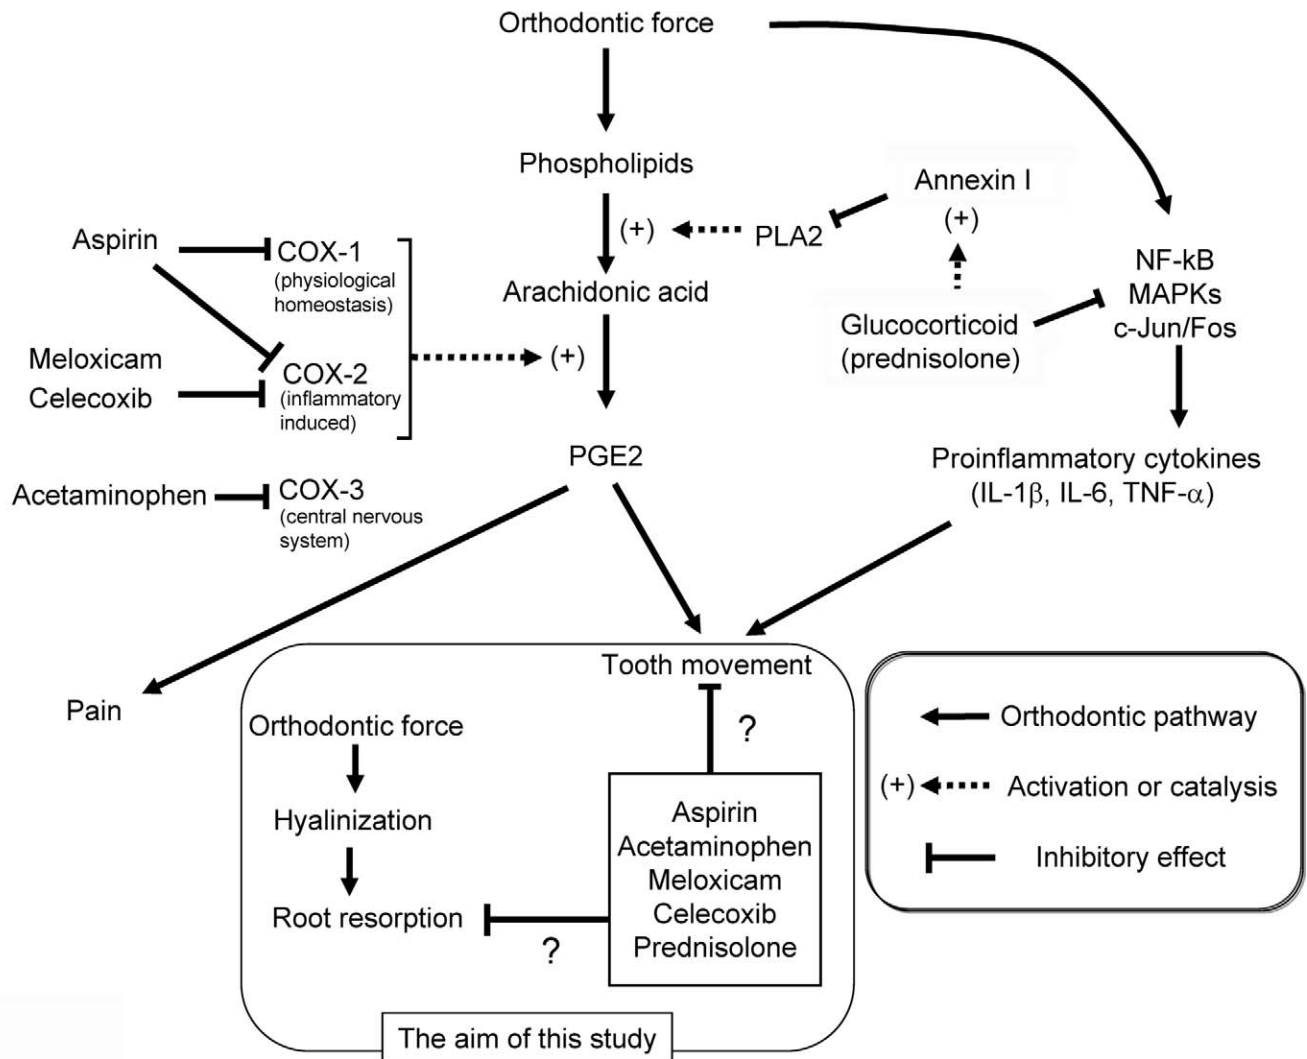 Orthodontic force
Phospholipids
Annexin I
(+)
(+)
PLA2
Aspirin
COX-1
(physiological
homeostasis)
Arachidonic acid
NF-kB
MAPKs
c-Jun/Fos
Glucocorticoid
(prednisolone)
Meloxicam
Celecoxib
COX-2
(inflammatory
induced)
(+)
PGE2
Proinflammatory cytokines
(IL-1β, IL-6, TNF-α)
Acetaminophen
COX-3
(central nervous
system)
Pain
Tooth movement
?
Orthodontic force
Hyalinization
Root resorption
?
Aspirin
Acetaminophen
Meloxicam
Celecoxib
Prednisolone
The aim of this study
Orthodontic pathway
(+) Activation or catalysis
Inhibitory effect